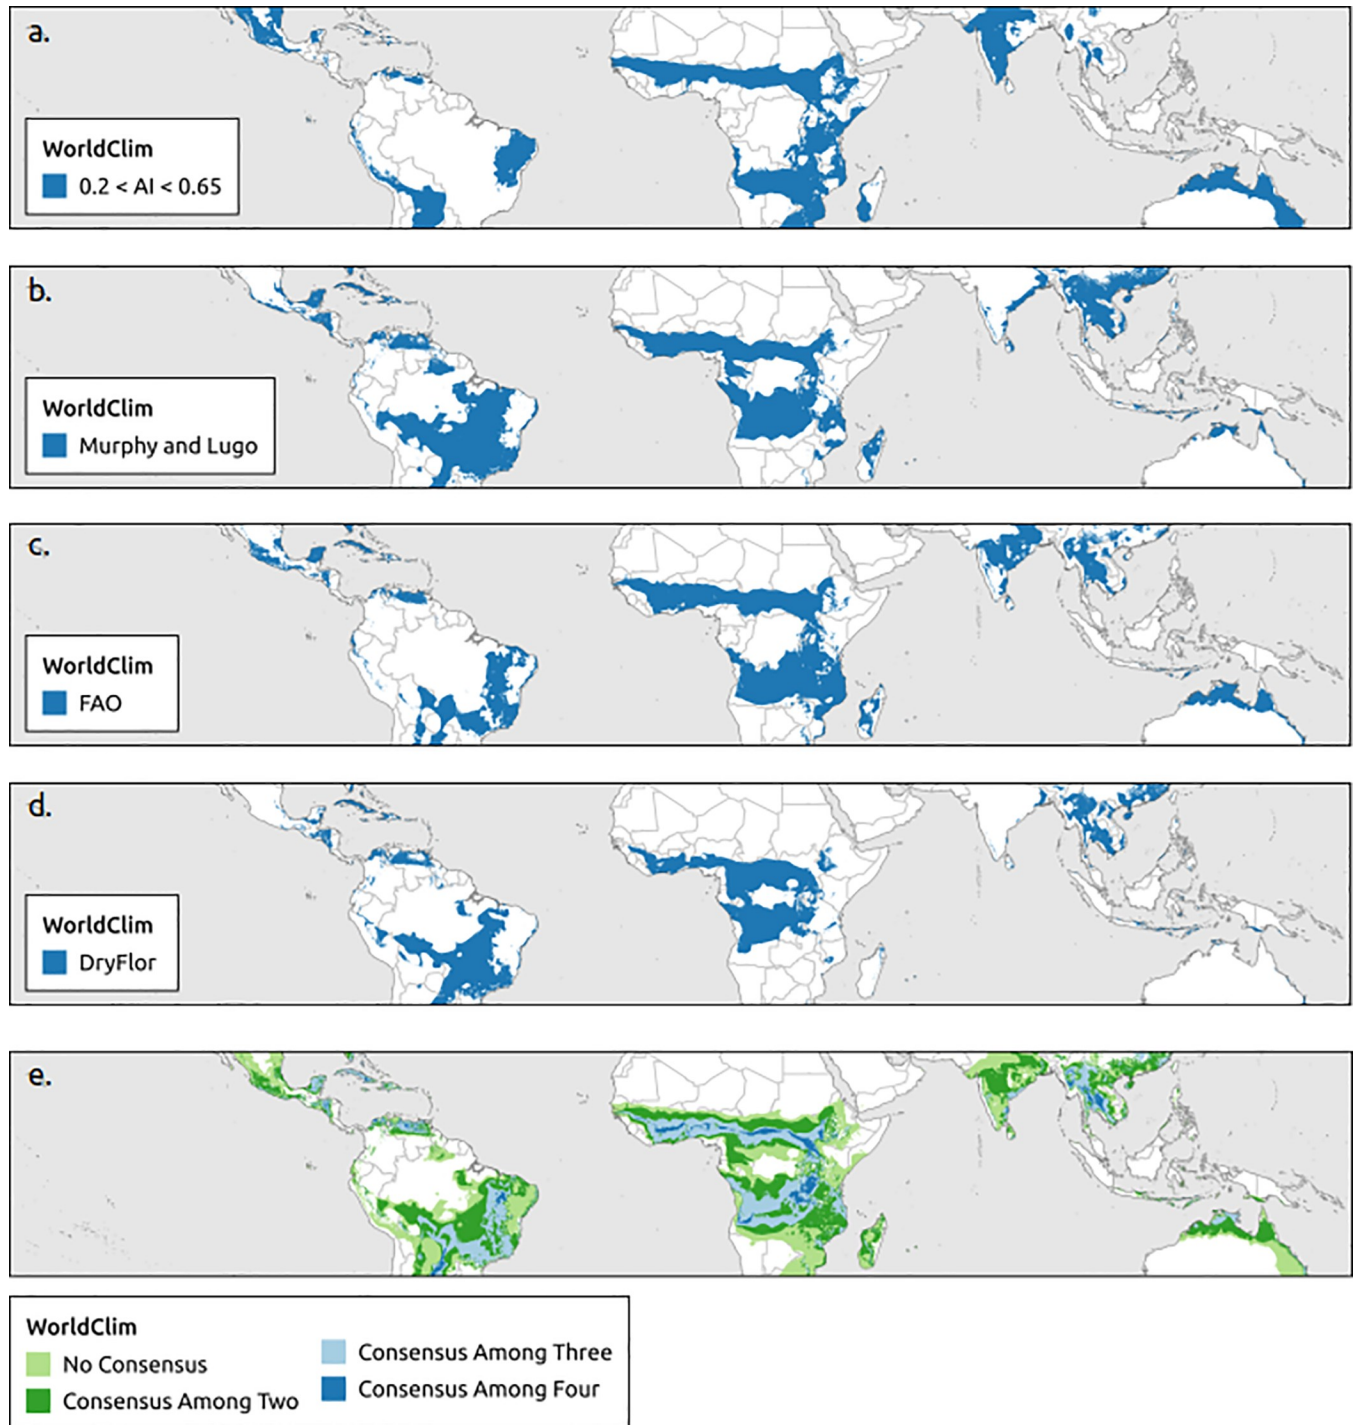 a.
WorldClim
0.2 < AI < 0.65
b.
WorldClim
Murphy and Lugo
c.
WorldClim
FAO
d.
WorldClim
DryFlor
e.
WorldClim
No Consensus
Consensus Among Two
Consensus Among Three
Consensus Among Four